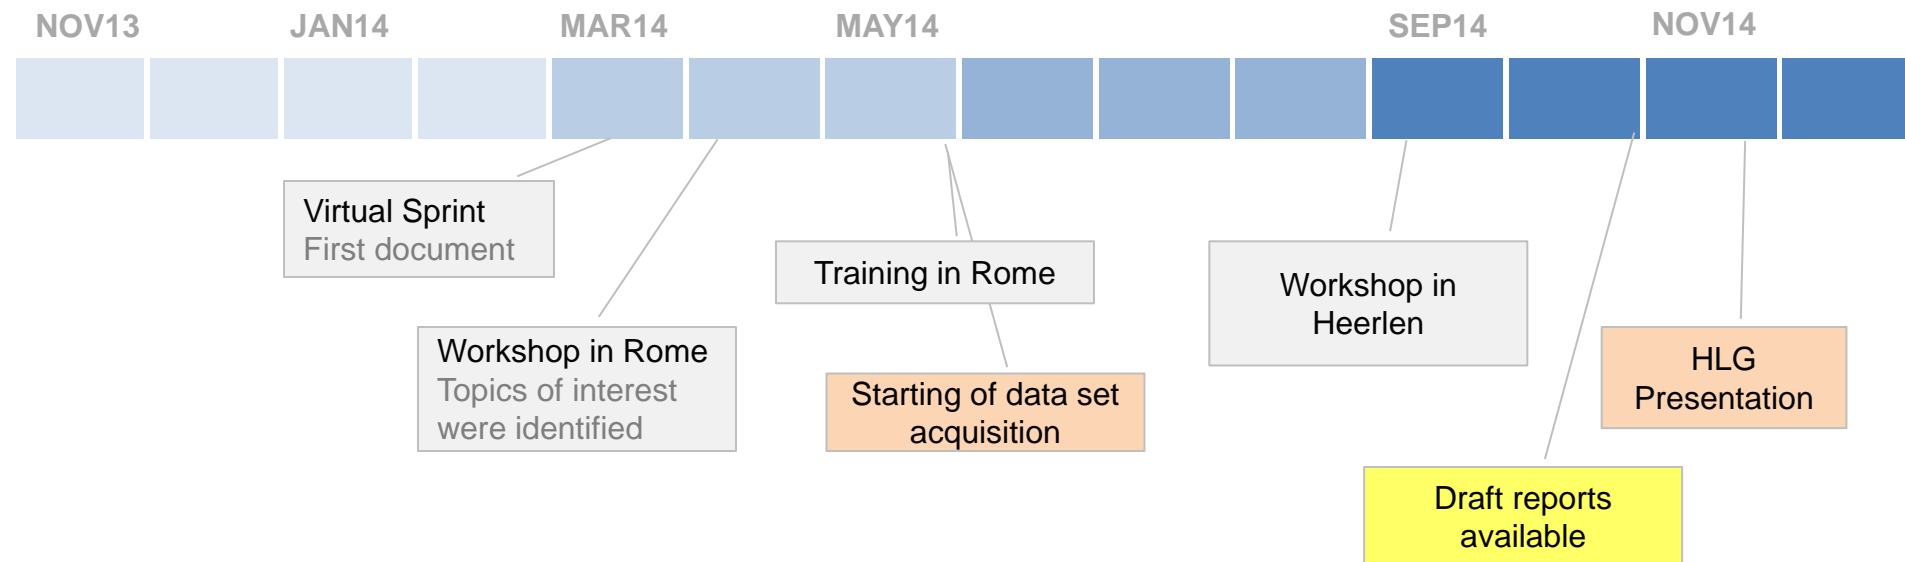 NOV13
JAN14
MAR14
MAY14
SEP14
NOV14
Virtual Sprint
First document
Workshop in Rome
Topics of interest
were identified
Training in Rome
Starting of data set
acquisition
Workshop in
Heerlen
Draft reports
available
HLG
Presentation